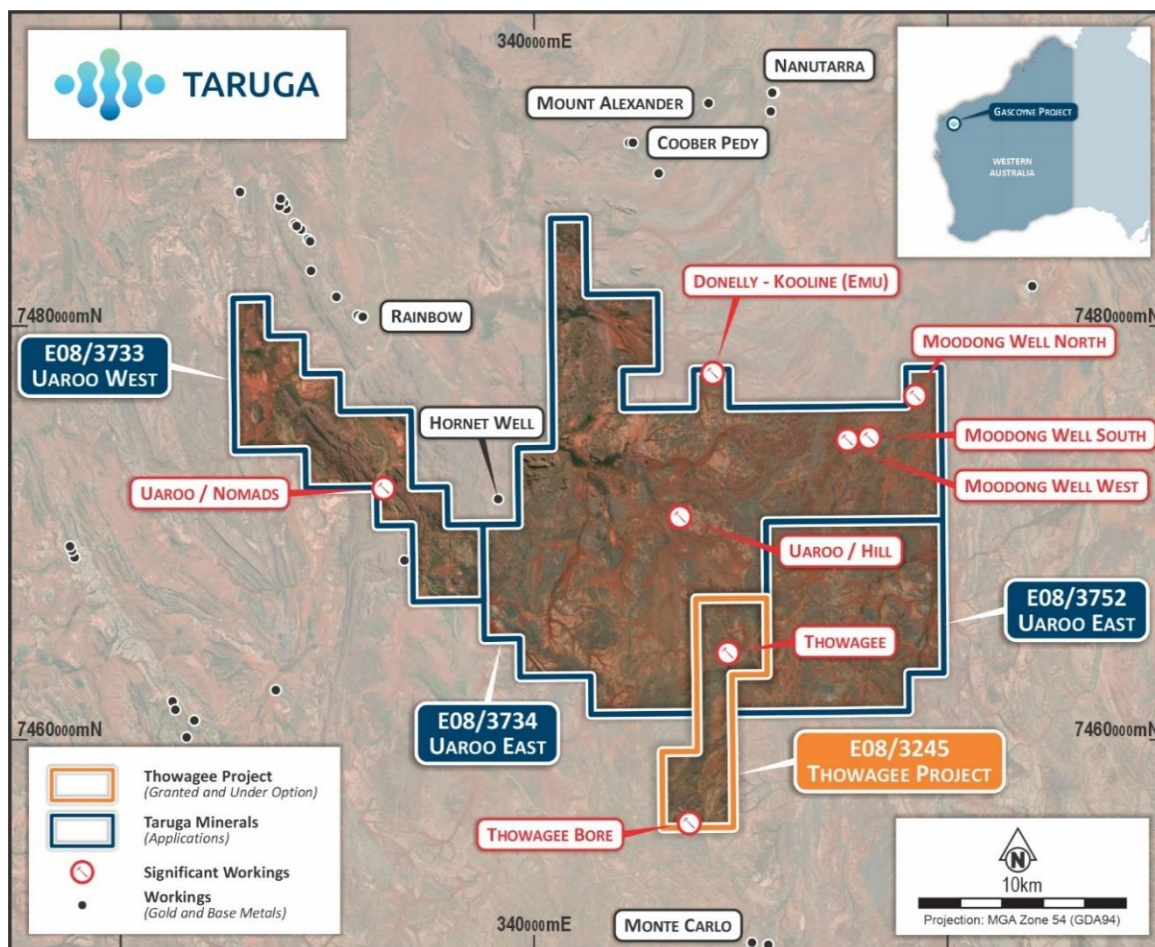 340000mE
TARUGA
NANUTARRA
MOUNT ALEXANDER
COOBER PEDY
GASCOYNE PROJECT
WESTERN
AUSTRALIA
DONELLY - KOOLINE (EMU)
7480000mN
7480000mN
RAINBOW
MOODONG WELL NORTH
E08/3733
UAROO WEST
HORNET WELL
MOODONG WELL SOUTH
MOODONG WELL WEST
UAROO / NOMADS
UAROO / HILL
E08/3752
UAROO EAST
THOWAGEE
E08/3734
UAROO EAST
7460000mN
7460000mN
E08/3245
THOWAGEE PROJECT
THOWAGEE BORE
Thowagee Project
(Granted and Under Option)
Taruga Minerals
(Applications)
Significant Workings
Workings
(Gold and Base Metals)
N
10km
Projection: MGA Zone 54 (GDA94)
340000mE
MONTE CARLO